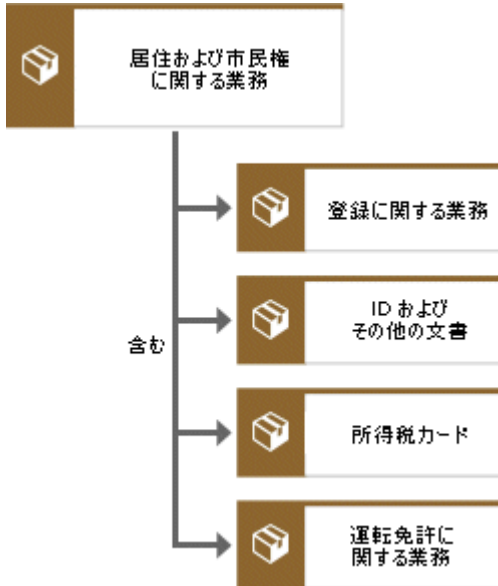 居住および市民権
に関する業務
登録に関する業務
ID および
その他の文書
含む
所得税カード
運転免許に
関する業務